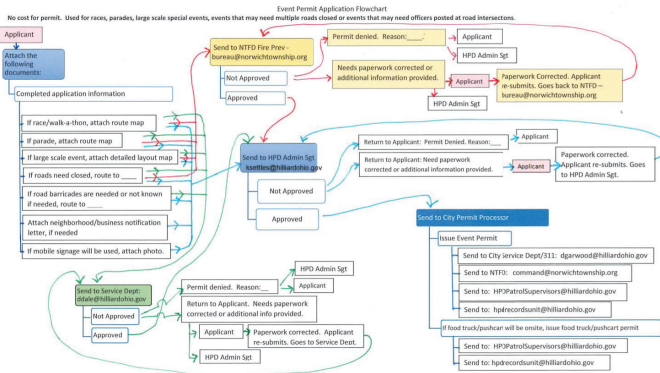 Event Permit Application Flowchart
No cost for permit. Used for races, parades, large scale special events, events that may need multiple roads closed or events that may need officers posted at road intersections.
Applicant
Attach the
following
documents:
Completed application information
If race/walk-a-thon, attach route map
If parade, attach route map
If large scale event, attach detailed layout map
If roads need closed, route to ____
If road barricades are needed or not known
if needed, route to ____
Attach neighborhood/business notification
letter, if needed
If mobile signage will be used, attach photo.
Send to NTFD Fire Prev -
bureau@norwichtownship.org
Not Approved
Approved
Permit denied. Reason:____.
Applicant
HPD Admin Sgt
Needs paperwork corrected or
additional information provided.
Applicant
HPD Admin Sgt
Paperwork Corrected. Applicant
re-submits. Goes back to NTFD –
bureau@norwichtownship.org
Send to HPD Admin Sgt
ksettles@hilliardohio.gov
Not Approved
Approved
Return to Applicant: Permit Denied. Reason:___
Applicant
Return to Applicant: Need paperwork
corrected or additional information provided.
Applicant
Paperwork corrected.
Applicant re-submits. Goes
to HPD Admin Sgt.
Send to City Permit Processor
Issue Event Permit
Send to City Service Dept/311: dgarwood@hilliardohio.gov
Send to NTFD: command@norwichtownship.org
Send to: HPDPatrolSupervisors@hilliardohio.gov
Send to: hpdrecordsunit@hilliardohio.gov
If food truck/pushcart will be onsite, issue food truck/pushcart permit
Send to: HPDPatrolSupervisors@hilliardohio.gov
Send to: hpdrecordsunit@hilliardohio.gov
Send to Service Dept:
ddale@hilliardohio.gov
Not Approved
Approved
Permit denied. Reason:__
HPD Admin Sgt
Applicant
Return to Applicant. Needs paperwork
corrected or additional info provided.
Applicant
Paperwork corrected. Applicant
re-submits. Goes to Service Dept.
HPD Admin Sgt